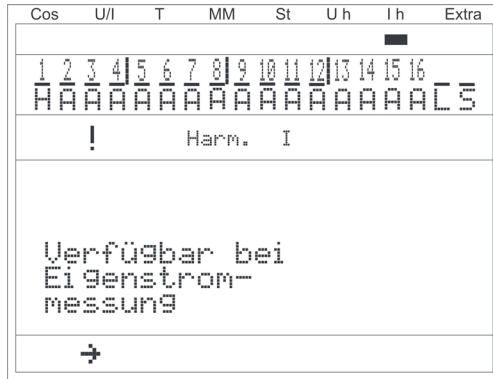 Cos U/I T MM St U h I h Extra
1 2 3 4 5 6 7 8 9 10 11 12 13 14 15 16
H A A A A A A A A A A A A A A A C S
! Harm. I
Verfügbar bei
Eigenstrom-
messung
→